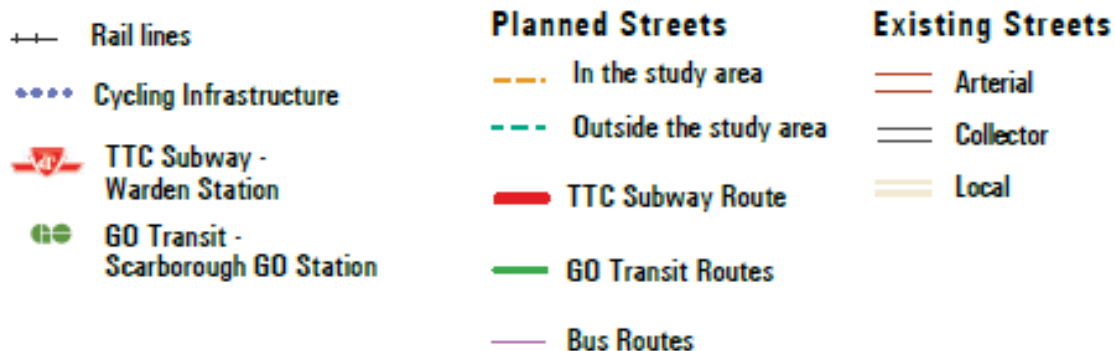 Rail lines
Cycling Infrastructure
TTC Subway -
Warden Station
GO Transit -
Scarborough GO Station
Planned Streets
In the study area
Outside the study area
TTC Subway Route
GO Transit Routes
Bus Routes
Existing Streets
Arterial
Collector
Local